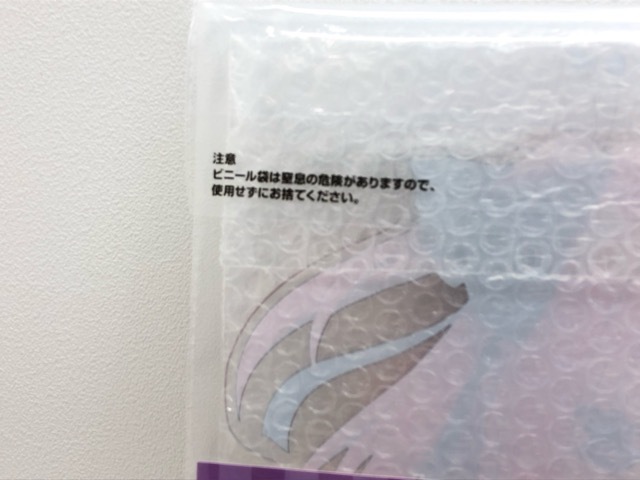 注意
ビニール袋は窒息の危険がありますので、
使用せずにお捨てください。